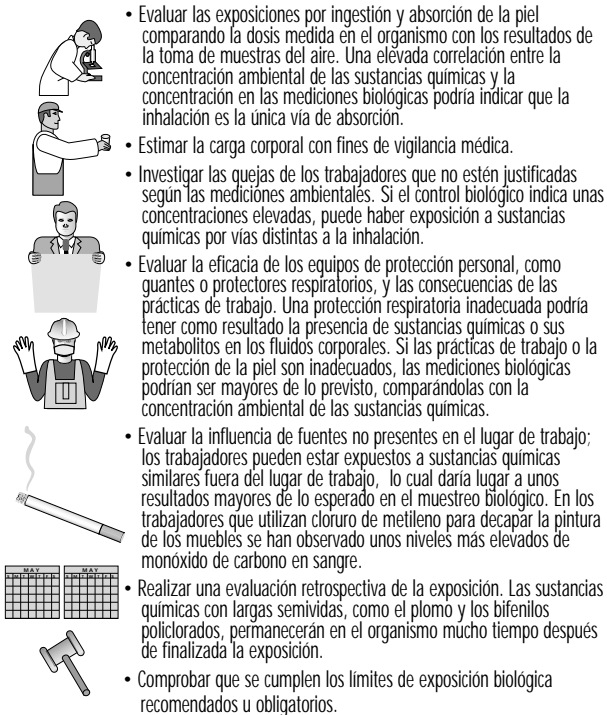 • Evaluar las exposiciones por ingestión y absorción de la piel
comparando la dosis medida en el organismo con los resultados de
la toma de muestras del aire. Una elevada correlación entre la
concentración ambiental de las sustancias químicas y la
concentración en las mediciones biológicas podría indicar que la
inhalación es la única vía de absorción.
• Estimar la carga corporal con fines de vigilancia médica.
• Investigar las quejas de los trabajadores que no estén justificadas
según las mediciones ambientales. Si el control biológico indica unas
concentraciones elevadas, puede haber exposición a sustancias
químicas por vías distintas a la inhalación.
• Evaluar la eficacia de los equipos de protección personal, como
guantes o protectores respiratorios, y las consecuencias de las
prácticas de trabajo. Una protección respiratoria inadecuada podría
tener como resultado la presencia de sustancias químicas o sus
metabolitos en los fluidos corporales. Si las prácticas de trabajo o la
protección de la piel son inadecuados, las mediciones biológicas
podrían ser mayores de lo previsto, comparándolas con la
concentración ambiental de las sustancias químicas.
• Evaluar la influencia de fuentes no presentes en el lugar de trabajo;
los trabajadores pueden estar expuestos a sustancias químicas
similares fuera del lugar de trabajo, lo cual daría lugar a unos
resultados mayores de lo esperado en el muestreo biológico. En los
trabajadores que utilizan cloruro de metileno para decapar la pintura
de los muebles se han observado unos niveles más elevados de
monóxido de carbono en sangre.
MAY MAY
S M T W T F S S M T W T F S
• Realizar una evaluación retrospectiva de la exposición. Las sustancias
químicas con largas semividas, como el plomo y los bifenilos
policlorados, permanecerán en el organismo mucho tiempo después
de finalizada la exposición.
• Comprobar que se cumplen los límites de exposición biológica
recomendados u obligatorios.